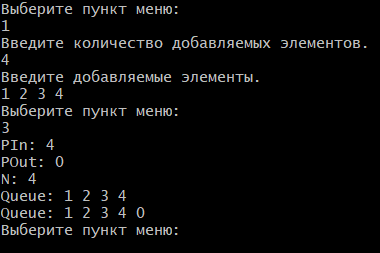 Выберите пункт меню:
1
Введите количество добавляемых элементов.
4
Введите добавляемые элементы.
1 2 3 4
Выберите пункт меню:
3
PIn: 4
POut: 0
N: 4
Queue: 1 2 3 4
Queue: 1 2 3 4 0
Выберите пункт меню: